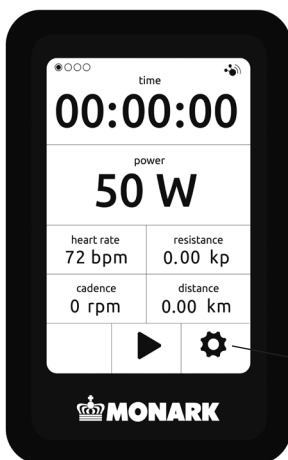 time
00:00:00
power
50 W
heart rate resistance
72 bpm 0.00 kp
cadence distance
0 rpm 0.00 km
MONARK